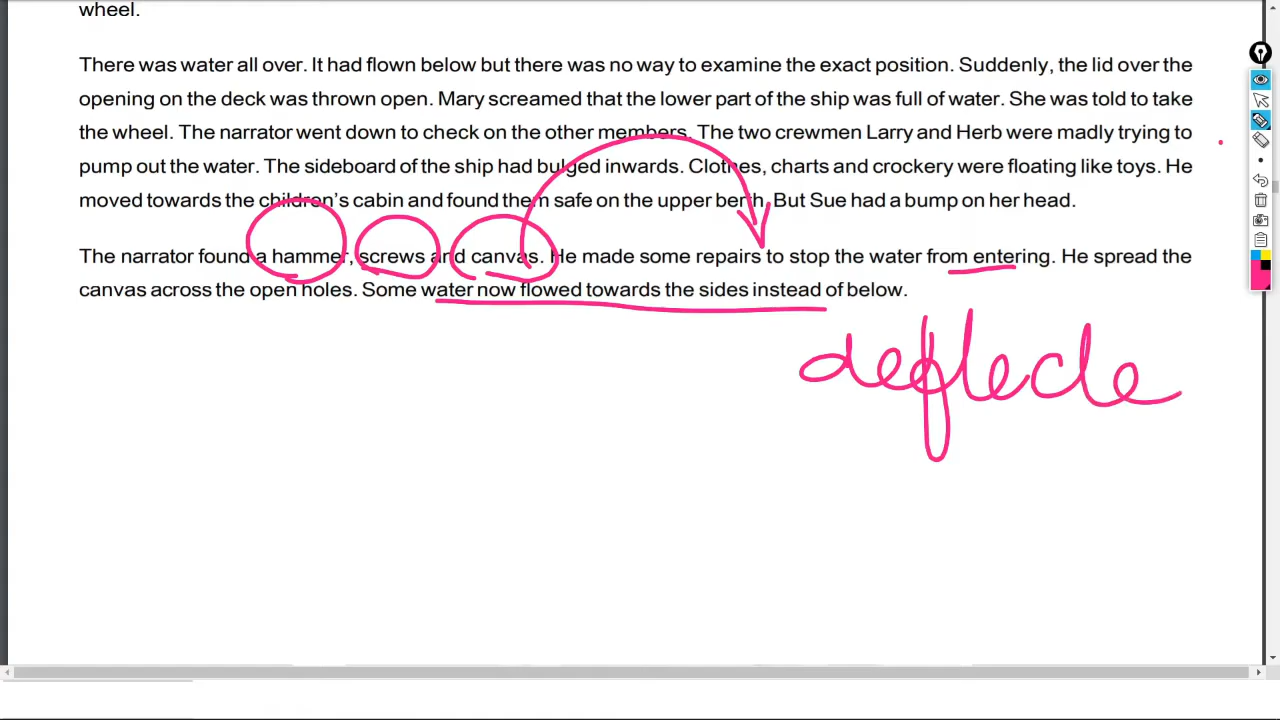 wheel.
There was water all over. It had flown below but there was no way to examine the exact position. Suddenly, the lid over the
opening on the deck was thrown open. Mary screamed that the lower part of the ship was full of water. She was told to take
the wheel. The narrator went down to check on the other members. The two crewmen Larry and Herb were madly trying to
pump out the water. The sideboard of the ship had bulged inwards. Clothes, charts and crockery were floating like toys. He
moved towards the children's cabin and found them safe on the upper berth. But Sue had a bump on her head.
The narrator found a hammer, screws and canvas. He made some repairs to stop the water from entering. He spread the
canvas across the open holes. Some water now flowed towards the sides instead of below.